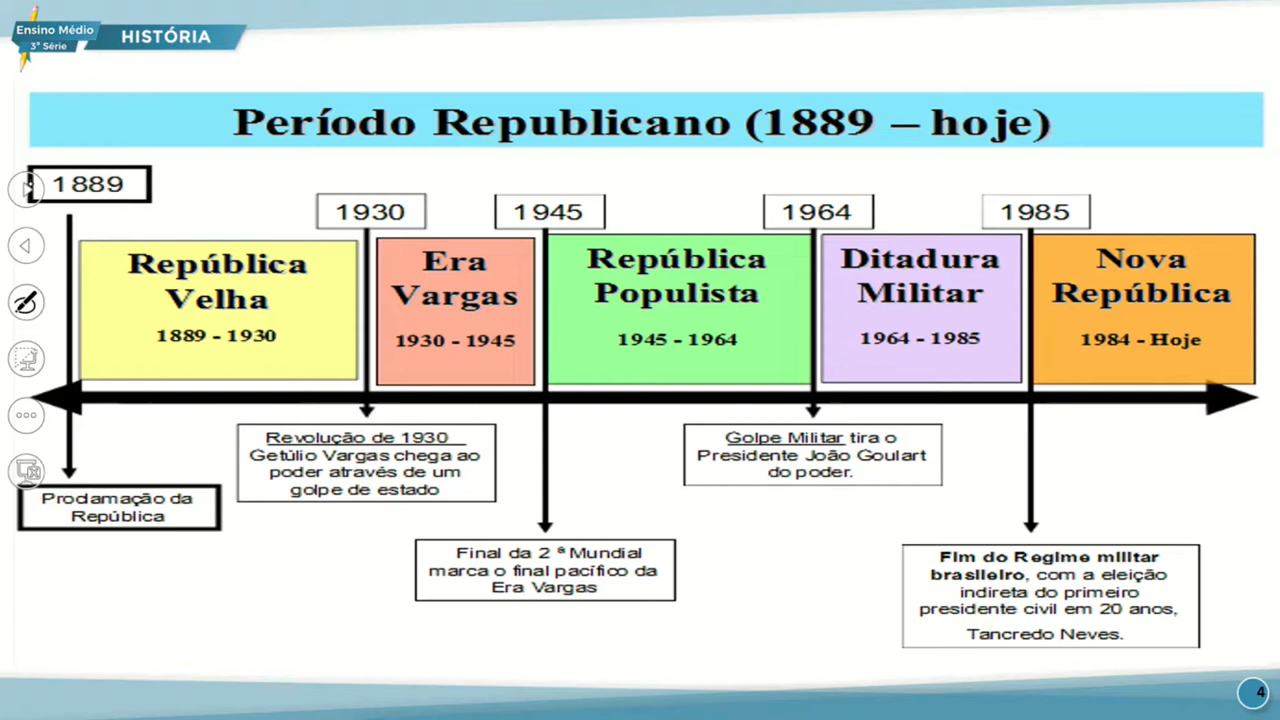 Ensino Médio
3ª Série
HISTÓRIA
Período Republicano (1889 – hoje)
1889
1930
1945
1964
1985
República
Velha
1889 - 1930
Era
Vargas
1930 - 1945
República
Populista
1945 - 1964
Ditadura
Militar
1964 - 1985
Nova
República
1984 - Hoje
Proclamação da
República
Revolução de 1930
Getúlio Vargas chega ao
poder através de um
golpe de estado
Final da 2 ª Mundial
marca o final pacífico da
Era Vargas
Golpe Militar tira o
Presidente João Goulart
do poder.
Fim do Regime militar
brasileiro, com a eleição
indireta do primeiro
presidente civil em 20 anos,
Tancredo Neves.
4